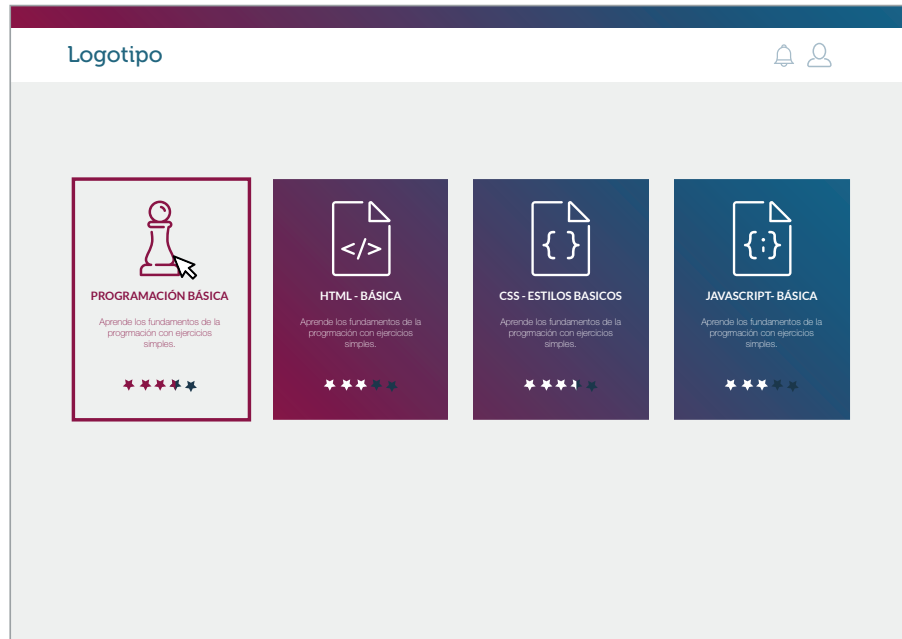 Logotipo
PROGRAMACIÓN BÁSICA
Aprende los fundamentos de la
progrmación con ejercicios
simples.
</>
HTML - BÁSICA
Aprende los fundamentos de la
progrmación con ejercicios
simples.
{ }
CSS - ESTILOS BASICOS
Aprende los fundamentos de la
progrmación con ejercicios
simples.
{;}
JAVASCRIPT- BÁSICA
Aprende los fundamentos de la
progrmación con ejercicios
simples.